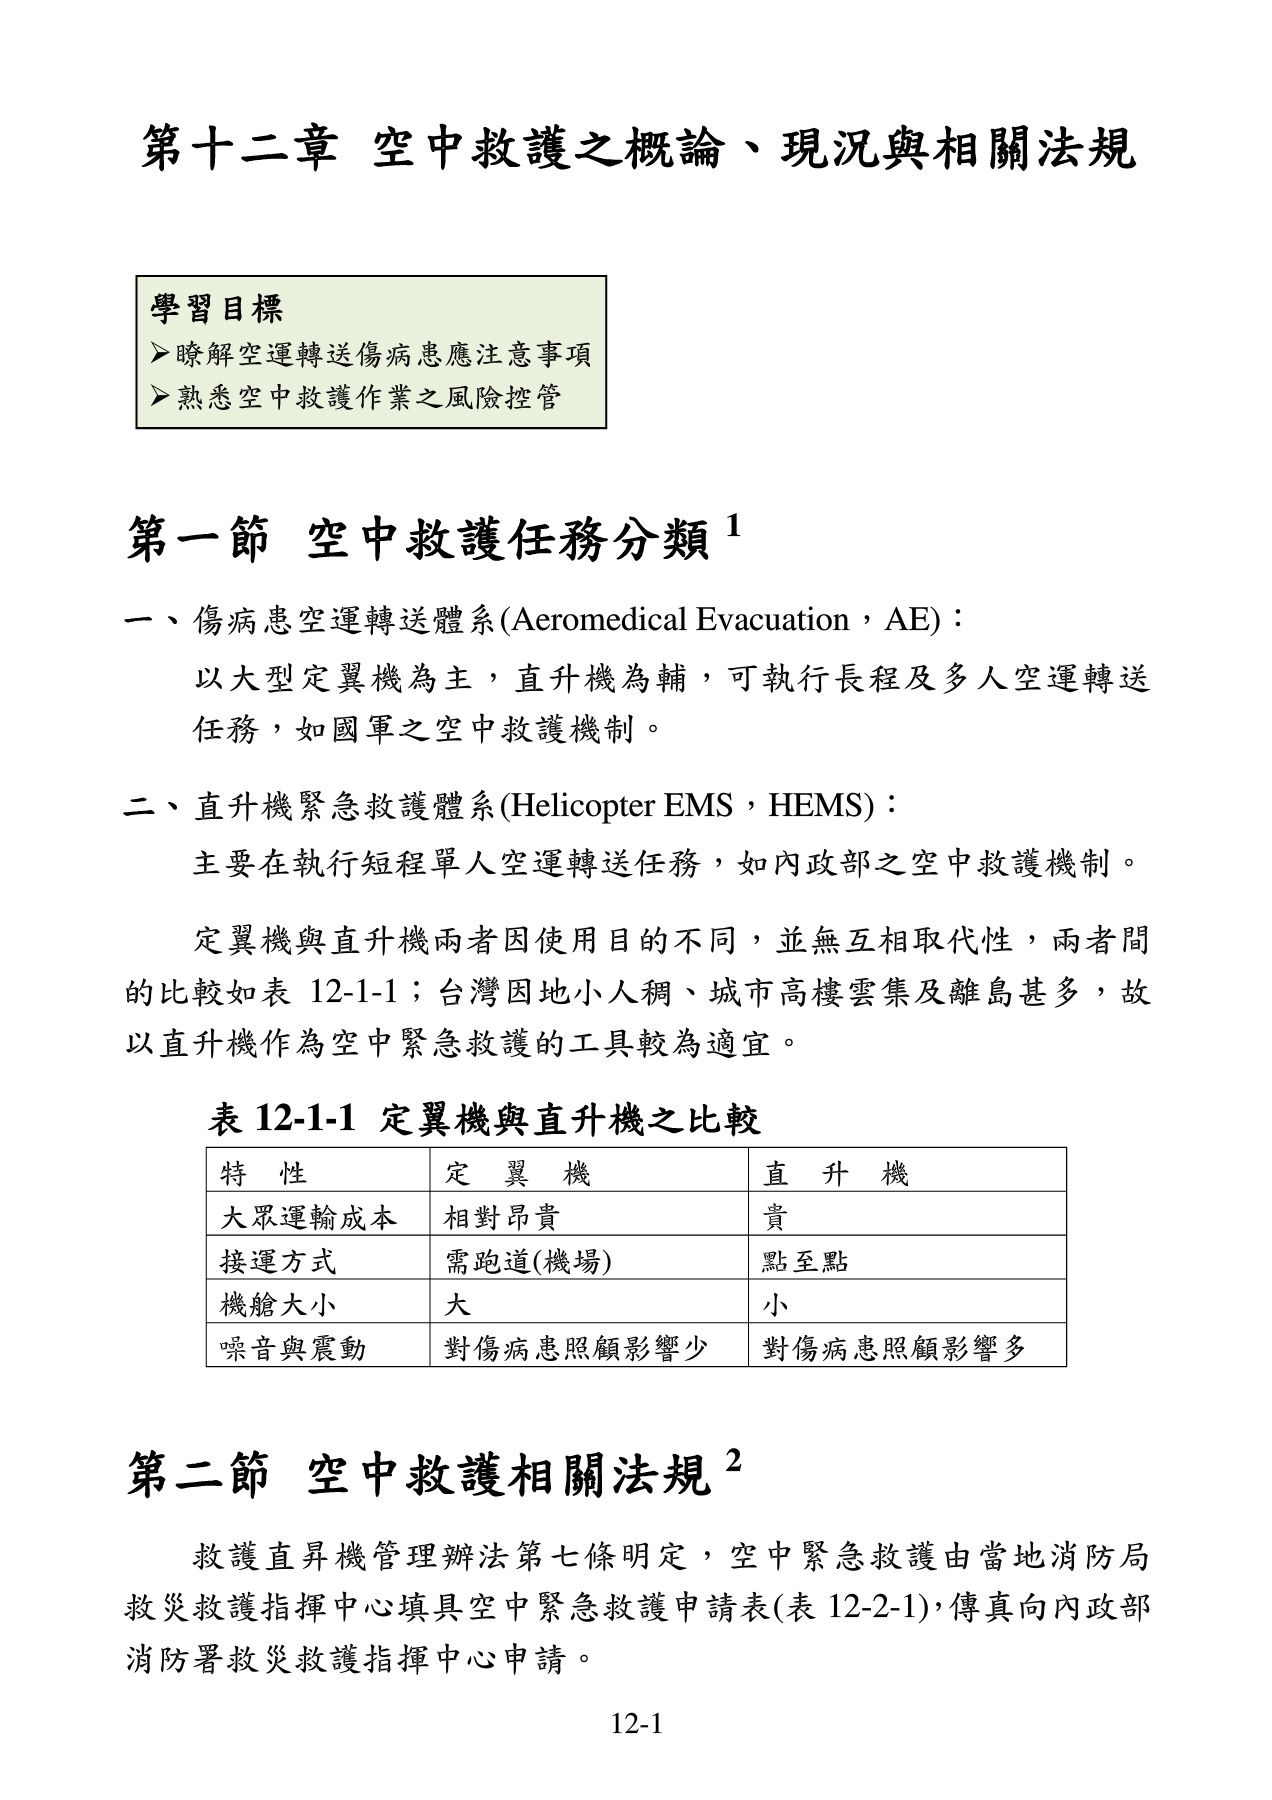 第十二章 空中救護之概論、現況與相關法規
學習目標
➢瞭解空運轉送傷病患應注意事項
➢熟悉空中救護作業之風險控管
第一節 空中救護任務分類1
一、傷病患空運轉送體系(Aeromedical Evacuation，AE)：
以大型定翼機為主，直升機為輔，可執行長程及多人空運轉送
任務，如國軍之空中救護機制。
二、直升機緊急救護體系(Helicopter EMS，HEMS)：
主要在執行短程單人空運轉送任務，如內政部之空中救護機制。
定翼機與直升機兩者因使用目的不同，並無互相取代性，兩者間
的比較如表 12-1-1；台灣因地小人稠、城市高樓雲集及離島甚多，故
以直升機作為空中緊急救護的工具較為適宜。
表 12-1-1 定翼機與直升機之比較
特 性 定 翼 機 直 升 機
大眾運輸成本 相對昂貴 貴
接運方式 需跑道(機場) 點至點
機艙大小 大 小
噪音與震動 對傷病患照顧影響少 對傷病患照顧影響多
第二節 空中救護相關法規2
救護直昇機管理辦法第七條明定，空中緊急救護由當地消防局
救災救護指揮中心填具空中緊急救護申請表(表 12-2-1)，傳真向內政部
消防署救災救護指揮中心申請。
12-1